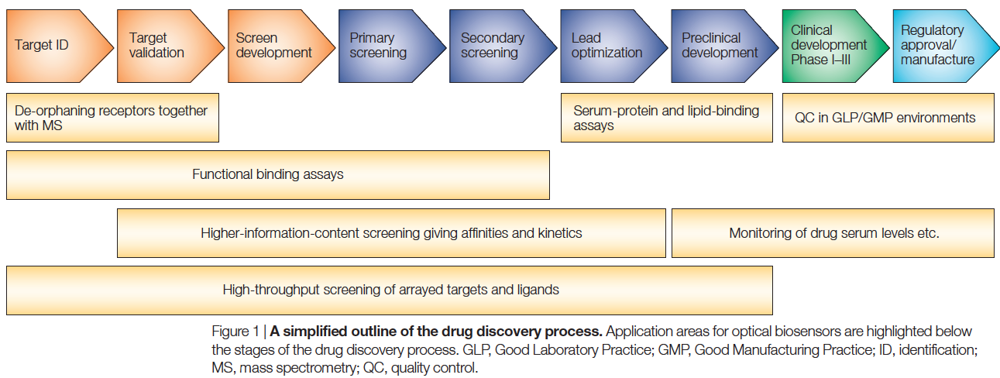 Target ID
Target
validation
Screen
development
Primary
screening
Secondary
screening
Lead
optimization
Preclinical
development
Clinical
development
Phase I–III
Regulatory
approval/
manufacture
De-orphaning receptors together
with MS
Serum-protein and lipid-binding
assays
QC in GLP/GMP environments
Functional binding assays
Higher-information-content screening giving affinities and kinetics
Monitoring of drug serum levels etc.
High-throughput screening of arrayed targets and ligands
Figure 1 | A simplified outline of the drug discovery process. Application areas for optical biosensors are highlighted below
the stages of the drug discovery process. GLP, Good Laboratory Practice; GMP, Good Manufacturing Practice; ID, identification;
MS, mass spectrometry; QC, quality control.